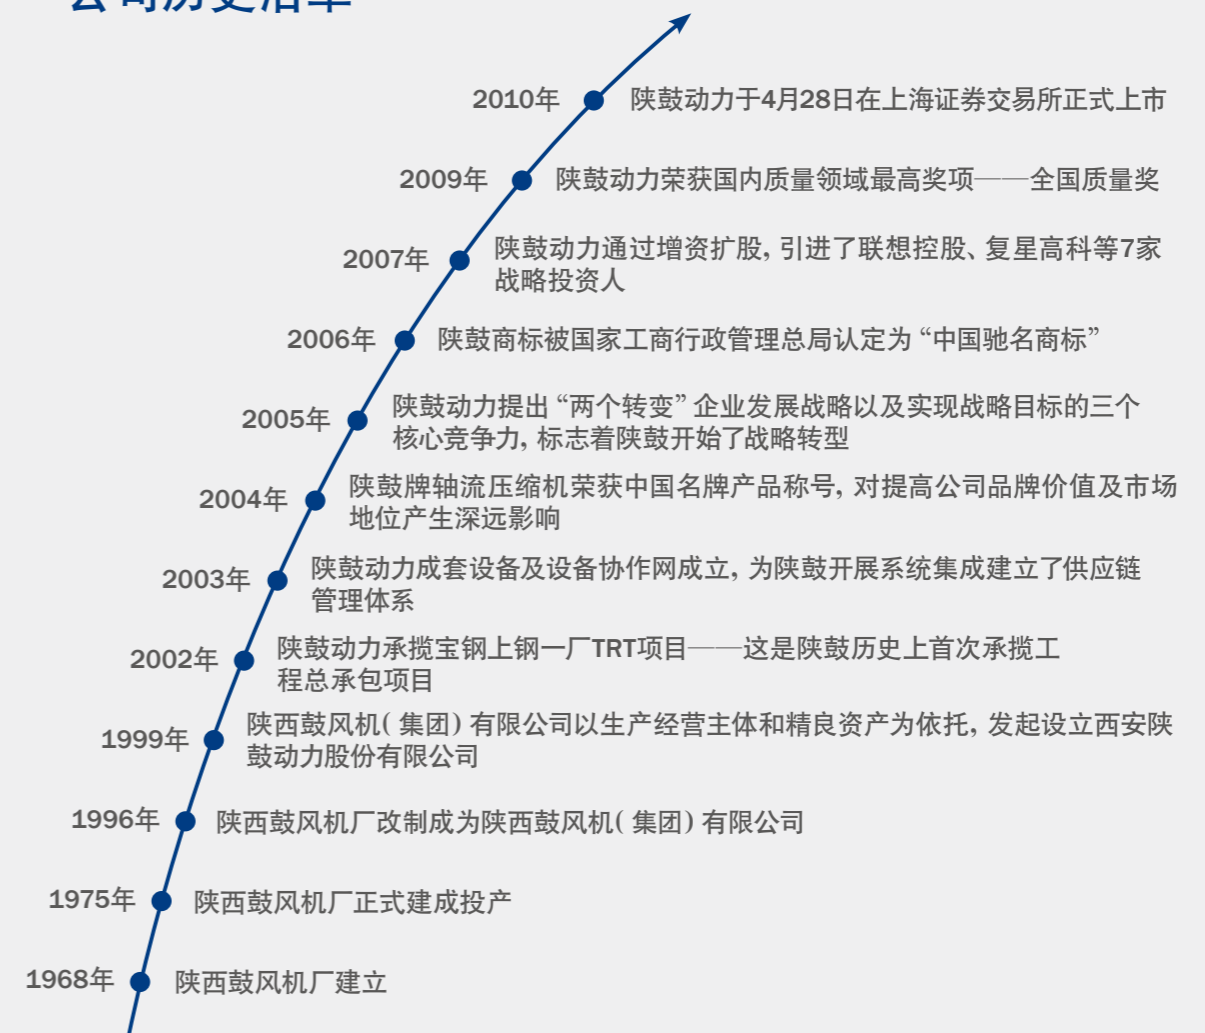 公司历史沿革
2010年 陕鼓动力于4月28日在上海证券交易所正式上市
2009年 陕鼓动力荣获国内质量领域最高奖项——全国质量奖
2007年 陕鼓动力通过增资扩股，引进了联想控股、复星高科等7家
战略投资人
2006年 陕鼓商标被国家工商行政管理总局认定为“中国驰名商标”
2005年 陕鼓动力提出“两个转变”企业发展战略以及实现战略目标的三个
核心竞争力，标志着陕鼓开始了战略转型
2004年 陕鼓牌轴流压缩机荣获中国名牌产品称号，对提高公司品牌价值及市场
地位产生深远影响
2003年 陕鼓动力成套设备及设备协作网成立，为陕鼓开展系统集成建立了供应链
管理体系
2002年 陕鼓动力承揽宝钢上钢一厂TRT项目——这是陕鼓历史上首次承揽工
程总承包项目
1999年 陕西鼓风机（集团）有限公司以生产经营主体和精良资产为依托，发起设立西安陕
鼓动力股份有限公司
1996年 陕西鼓风机厂改制成为陕西鼓风机（集团）有限公司
1975年 陕西鼓风机厂正式建成投产
1968年 陕西鼓风机厂建立